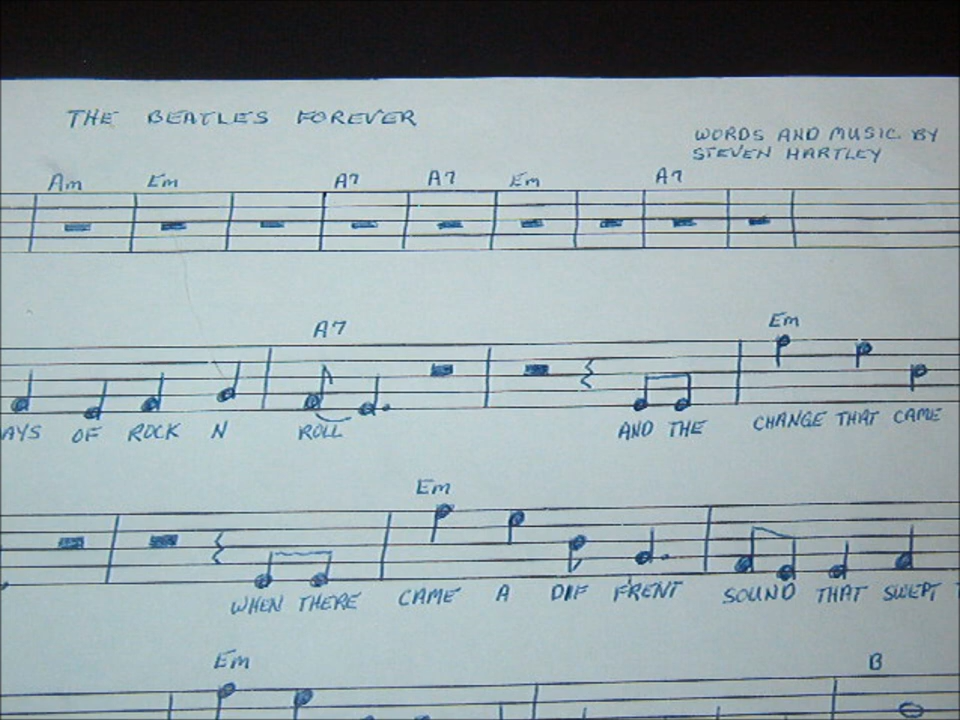 THE BEATLES FOREVER
WORDS AND MUSIC BY
STEVEN HARTLEY
Am Em A7 A7 Em A7
A7 Em
AYS OF ROCK N ROLL AND THE CHANGE THAT CAME
Em
WHEN THERE CAME A DIF F'RENT SOUND THAT SWEPT
Em B